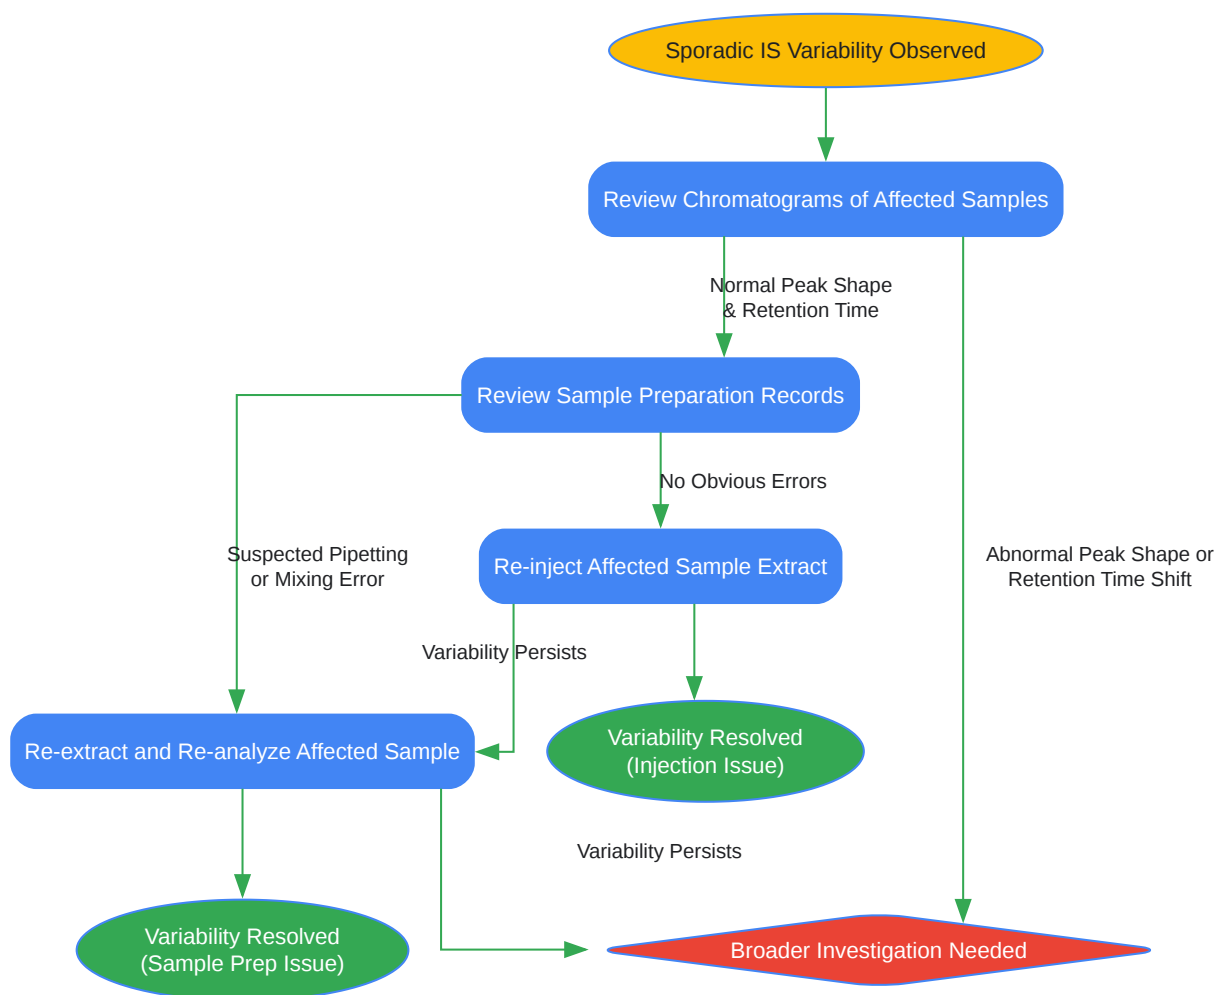 Sporadic IS Variability Observed
Review Chromatograms of Affected Samples
Normal Peak Shape
& Retention Time
Review Sample Preparation Records
No Obvious Errors
Suspected Pipetting
or Mixing Error
Re-inject Affected Sample Extract
Abnormal Peak Shape or
Retention Time Shift
Variability Persists
Re-extract and Re-analyze Affected Sample
Variability Resolved
(Injection Issue)
Variability Persists
Variability Resolved
(Sample Prep Issue)
Broader Investigation Needed